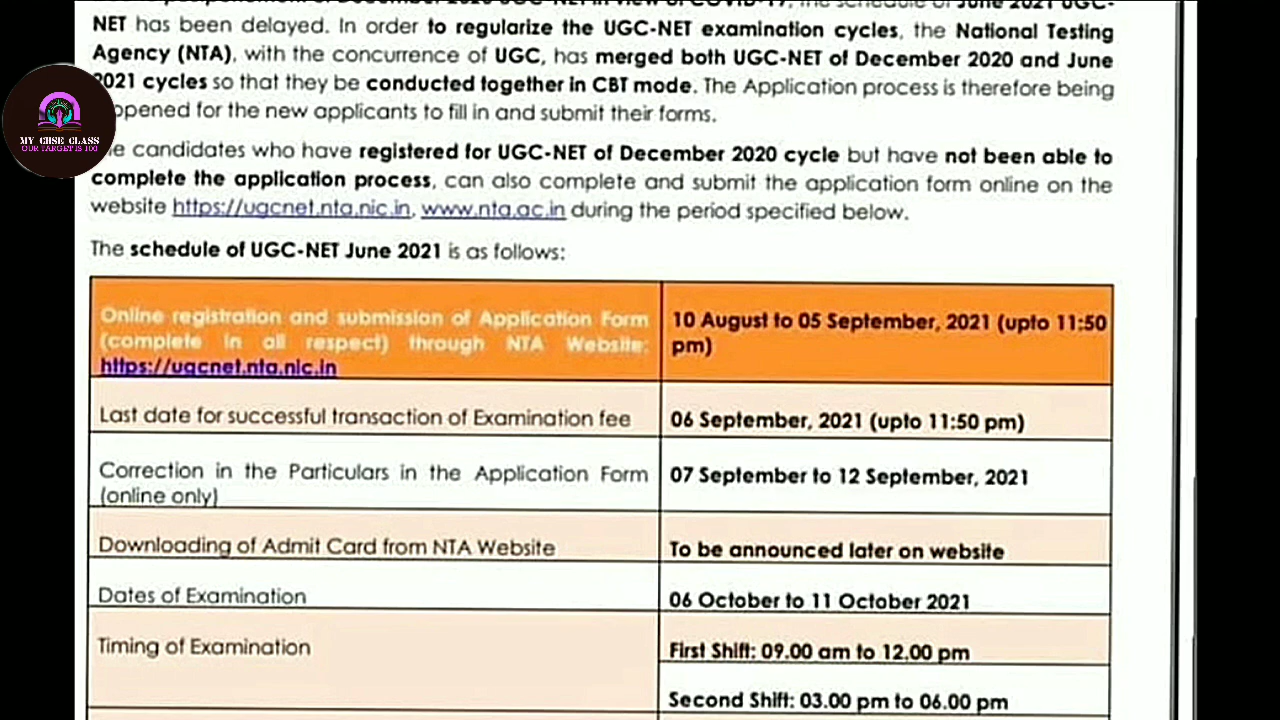 NET has been delayed. In order to regularize the UGC-NET examination cycles, the National Testing
Agency (NTA), with the concurrence of UGC, has merged both UGC-NET of December 2020 and June
2021 cycles so that they be conducted together in CBT mode. The Application process is therefore being
opened for the new applicants to fill in and submit their forms.
MY CHSE CLASS
OUR TARGET IS 100
candidates who have registered for UGC-NET of December 2020 cycle but have not been able to
complete the application process, can also complete and submit the application form online on the
website https://ugcnet.nta.nic.in, www.nta.ac.in during the period specified below.
The schedule of UGC-NET June 2021 is as follows:
Online registration and submission of Application Form
(complete in all respect) through NTA Website:
https://ugcnet.nta.nic.in
10 August to 05 September, 2021 (upto 11:50
pm)
Last date for successful transaction of Examination fee
06 September, 2021 (upto 11:50 pm)
Correction in the Particulars in the Application Form
(online only)
07 September to 12 September, 2021
Downloading of Admit Card from NTA Website
To be announced later on website
Dates of Examination
06 October to 11 October 2021
Timing of Examination
First Shift: 09.00 am to 12.00 pm
Second Shift: 03.00 pm to 06.00 pm